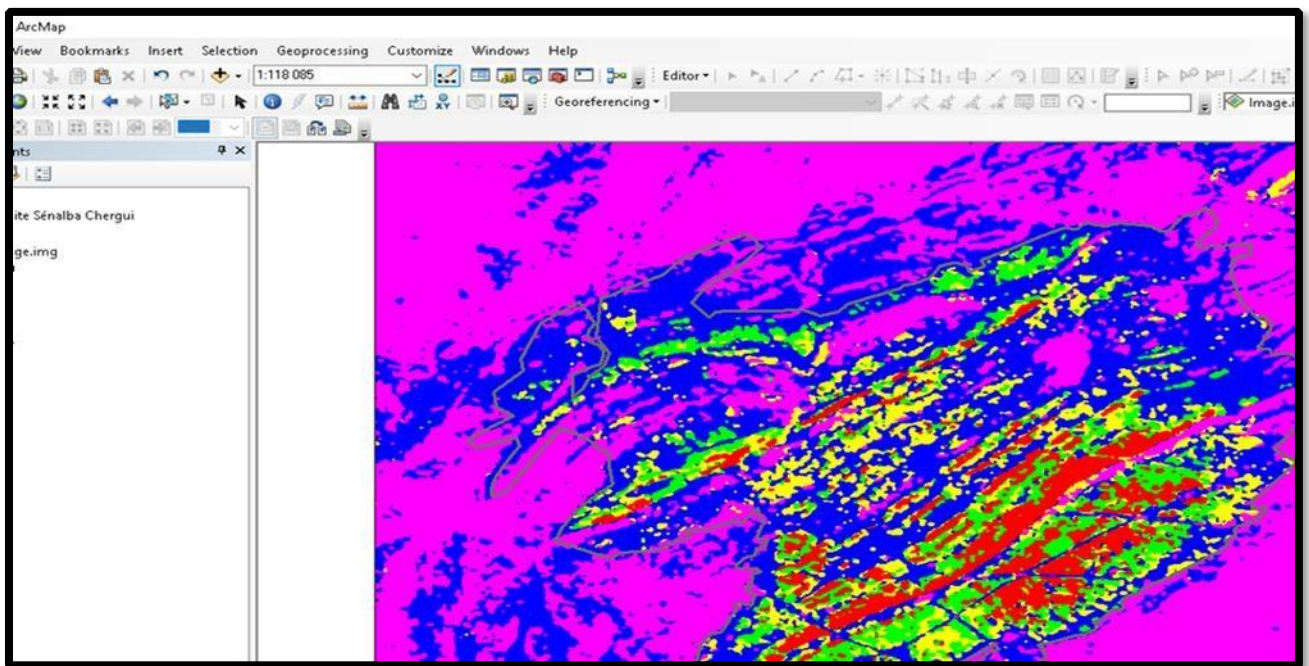 ArcMap
View Bookmarks Insert Selection Geoprocessing Customize Windows Help
1:118 085 Editor
Georeferencing Image.i
nts
ite Sénalba Chergui
ge.img